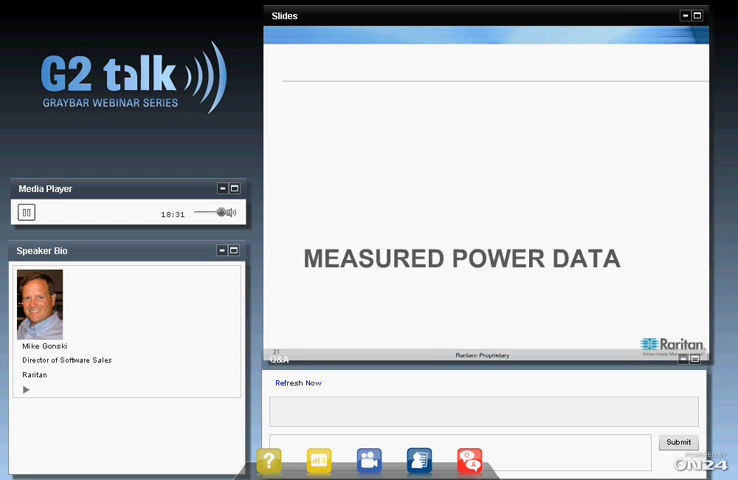 G2 talk
GRAYBAR WEBINAR SERIES
Media Player
18:31
Speaker Bio
Mike Gonski
Director of Software Sales
Raritan
Slides
MEASURED POWER DATA
21
Raritan- Proprietary
Raritan.
Q&A
Refresh Now
Submit
?
Q
A
POWERED BY
ON24